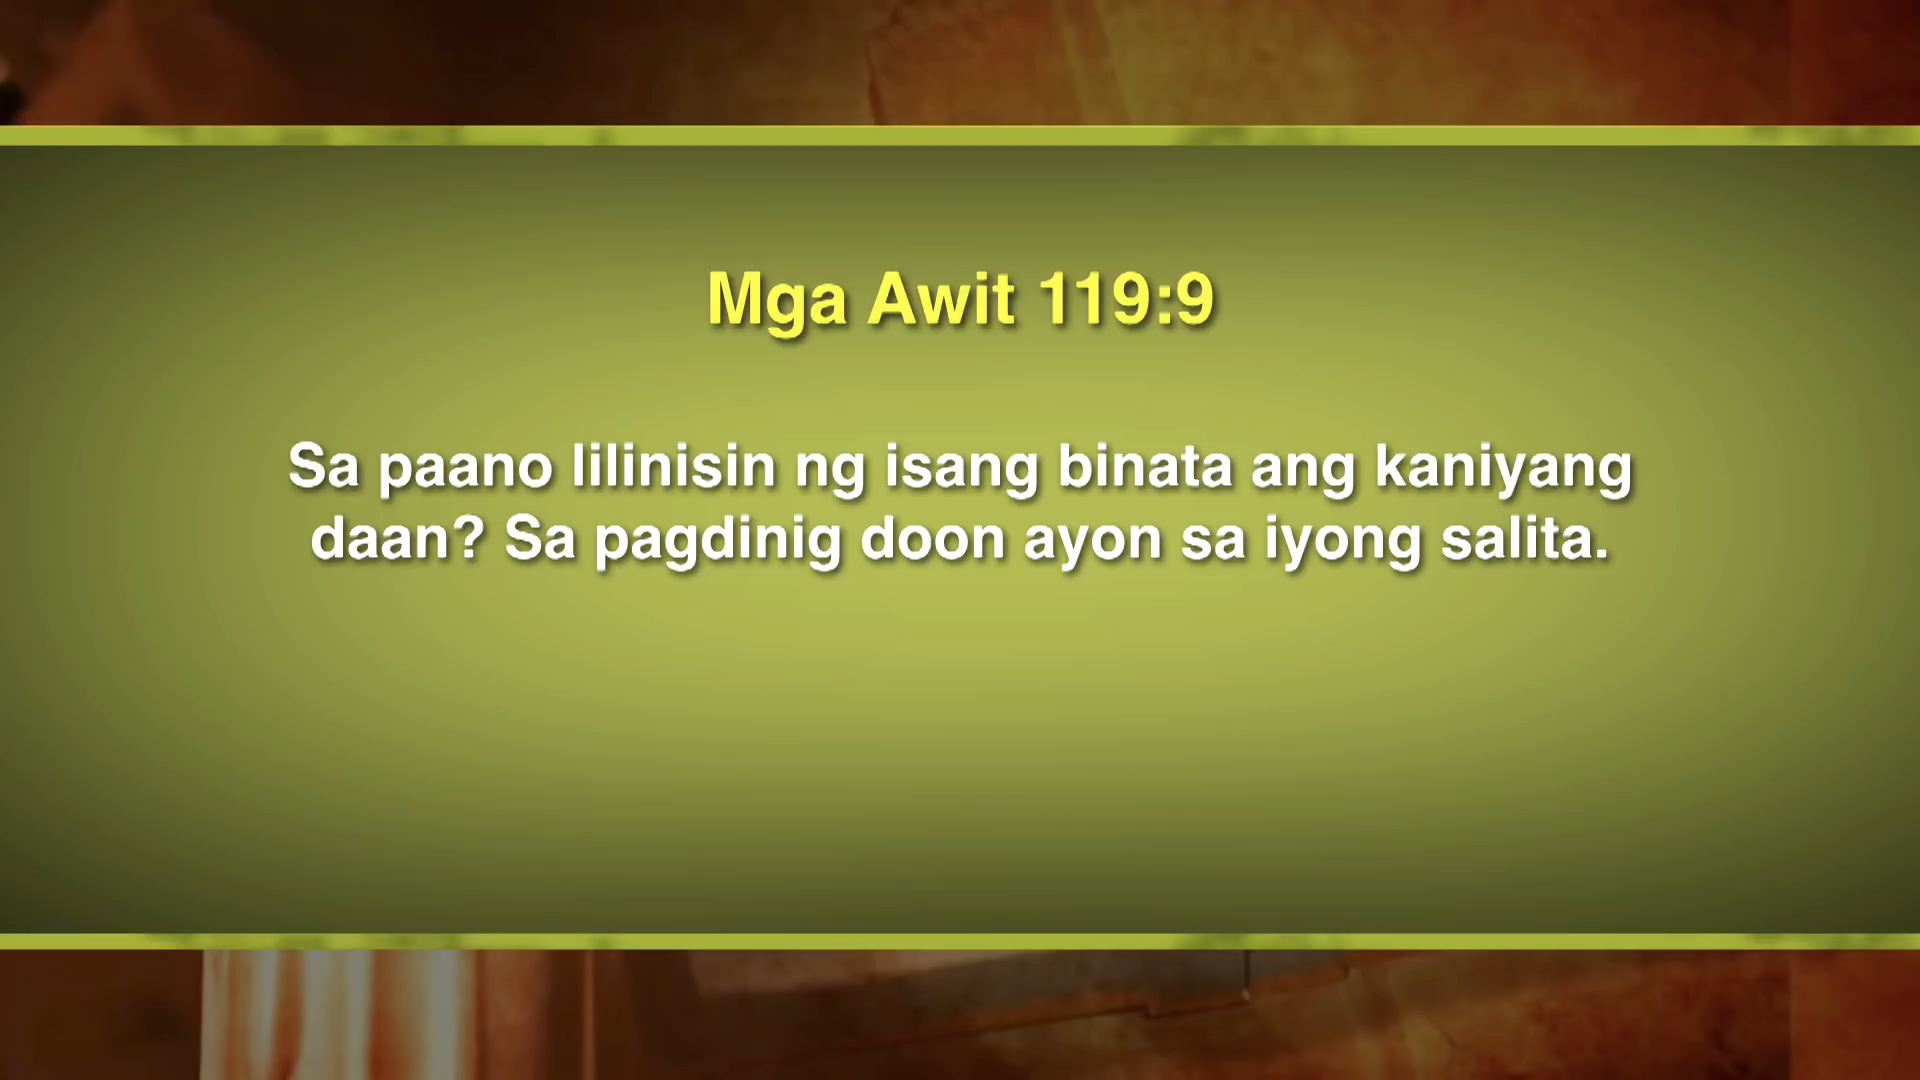 Mga Awit 119:9
Sa paano lilinisin ng isang binata ang kaniyang
daan? Sa pagdinig doon ayon sa iyong salita.